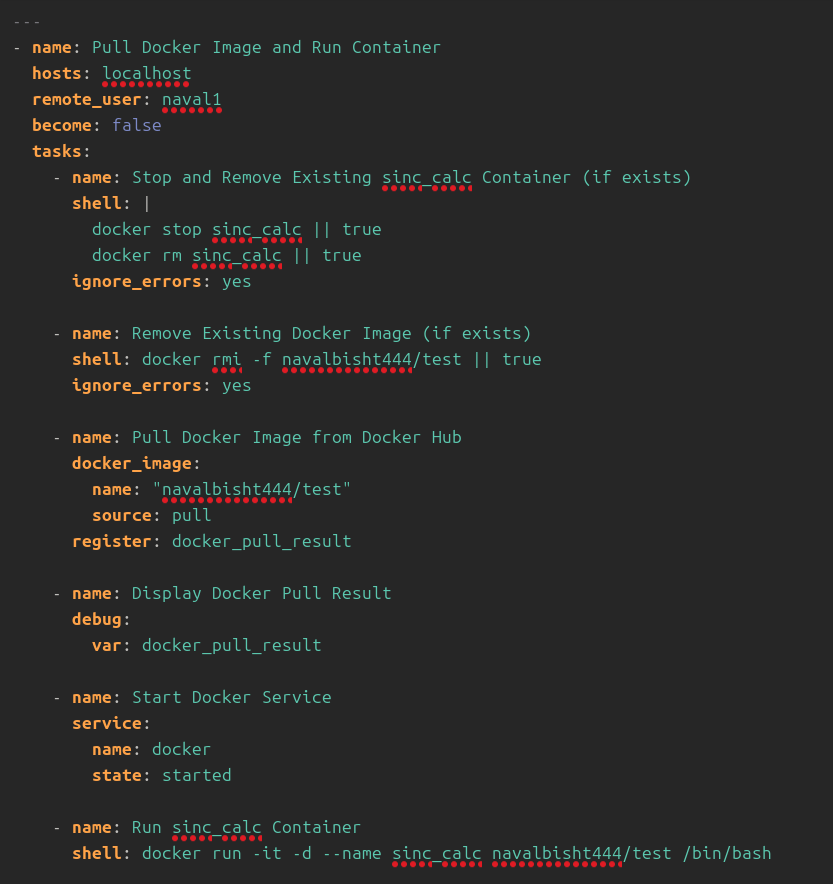 ---
- name: Pull Docker Image and Run Container
  hosts: localhost
  remote_user: naval1
  become: false
  tasks:
    - name: Stop and Remove Existing sinc_calc Container (if exists)
      shell: |
        docker stop sinc_calc || true
        docker rm sinc_calc || true
      ignore_errors: yes

    - name: Remove Existing Docker Image (if exists)
      shell: docker rmi -f navalbisht444/test || true
      ignore_errors: yes

    - name: Pull Docker Image from Docker Hub
      docker_image:
        name: "navalbisht444/test"
        source: pull
      register: docker_pull_result

    - name: Display Docker Pull Result
      debug:
        var: docker_pull_result

    - name: Start Docker Service
      service:
        name: docker
        state: started

    - name: Run sinc_calc Container
      shell: docker run -it -d --name sinc_calc navalbisht444/test /bin/bash